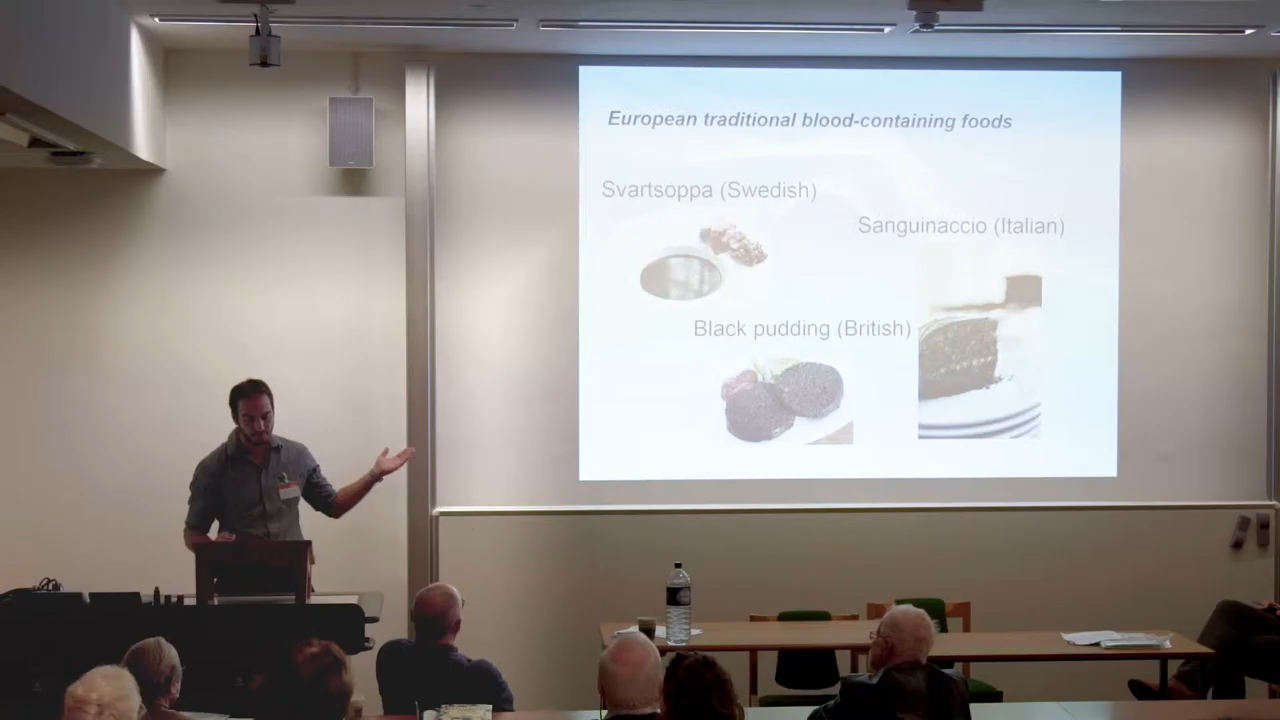 European traditional blood-containing foods
Svartsoppa (Swedish)
Sanguinaccio (Italian)
Black pudding (British)